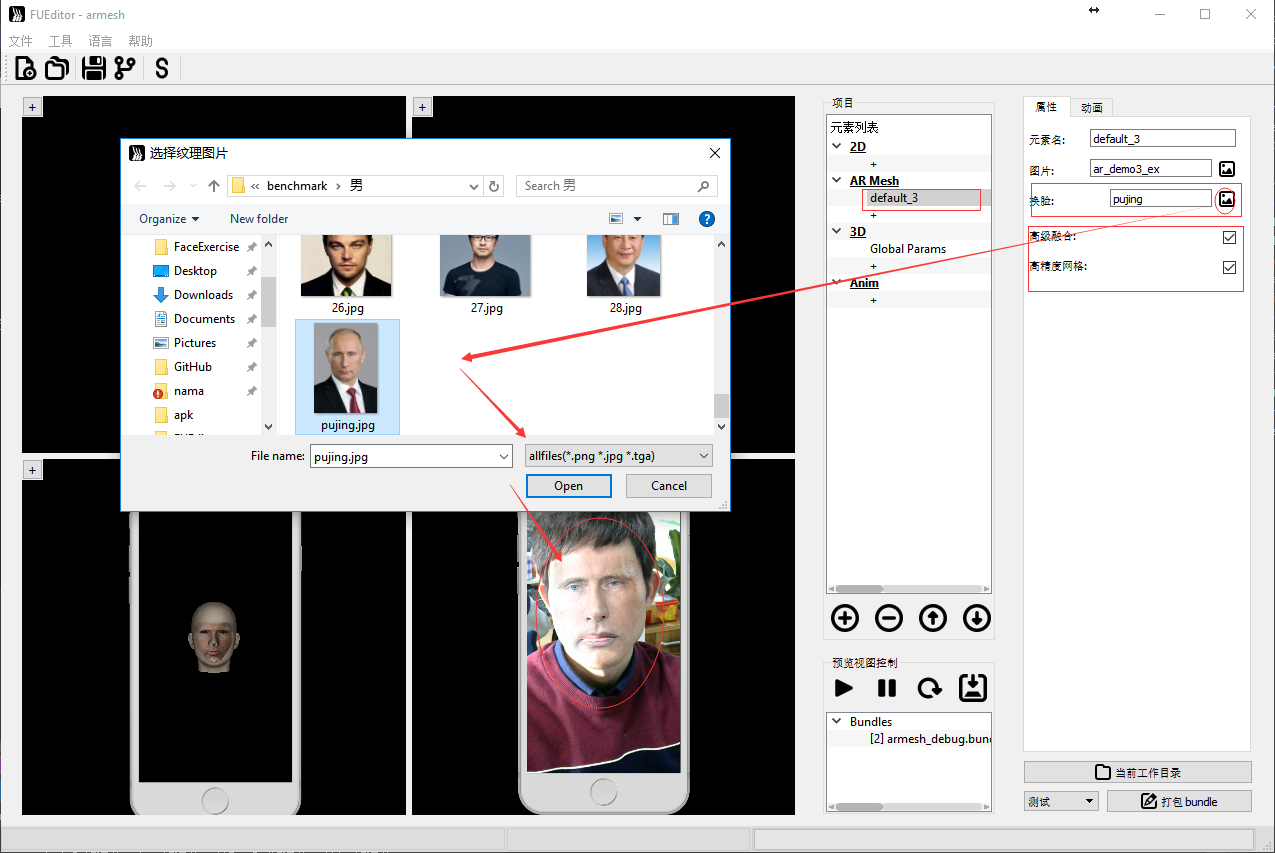 FUEditor - armesh
文件 工具 语言 帮助
S
+
+
选择纹理图片
« benchmark › 男
Search 男
Organize
New folder
?
FaceExercise
Desktop
Downloads
Documents
Pictures
GitHub
nama
apk
26.jpg
27.jpg
28.jpg
pujing.jpg
File name:
pujing.jpg
allfiles(*.png *.jpg *.tga)
Open
Cancel
+
项目
元素列表
2D
+
AR Mesh
default_3
+
3D
Global Params
+
Anim
+
预览视图控制
Bundles
[2] armesh_debug.bun
属性
动画
元素名:
default_3
图片:
ar_demo3_ex
换脸:
pujing
高级融合:
高精度网格:
当前工作目录
测试
打包 bundle